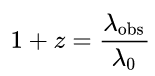 1 + z = λ_obs / λ_0